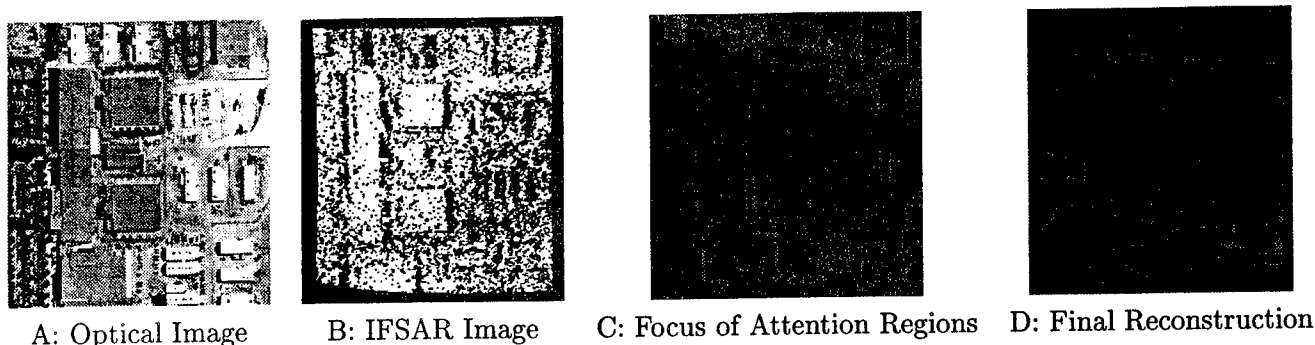 A: Optical Image
B: IFSAR Image
C: Focus of Attention Regions
D: Final Reconstruction